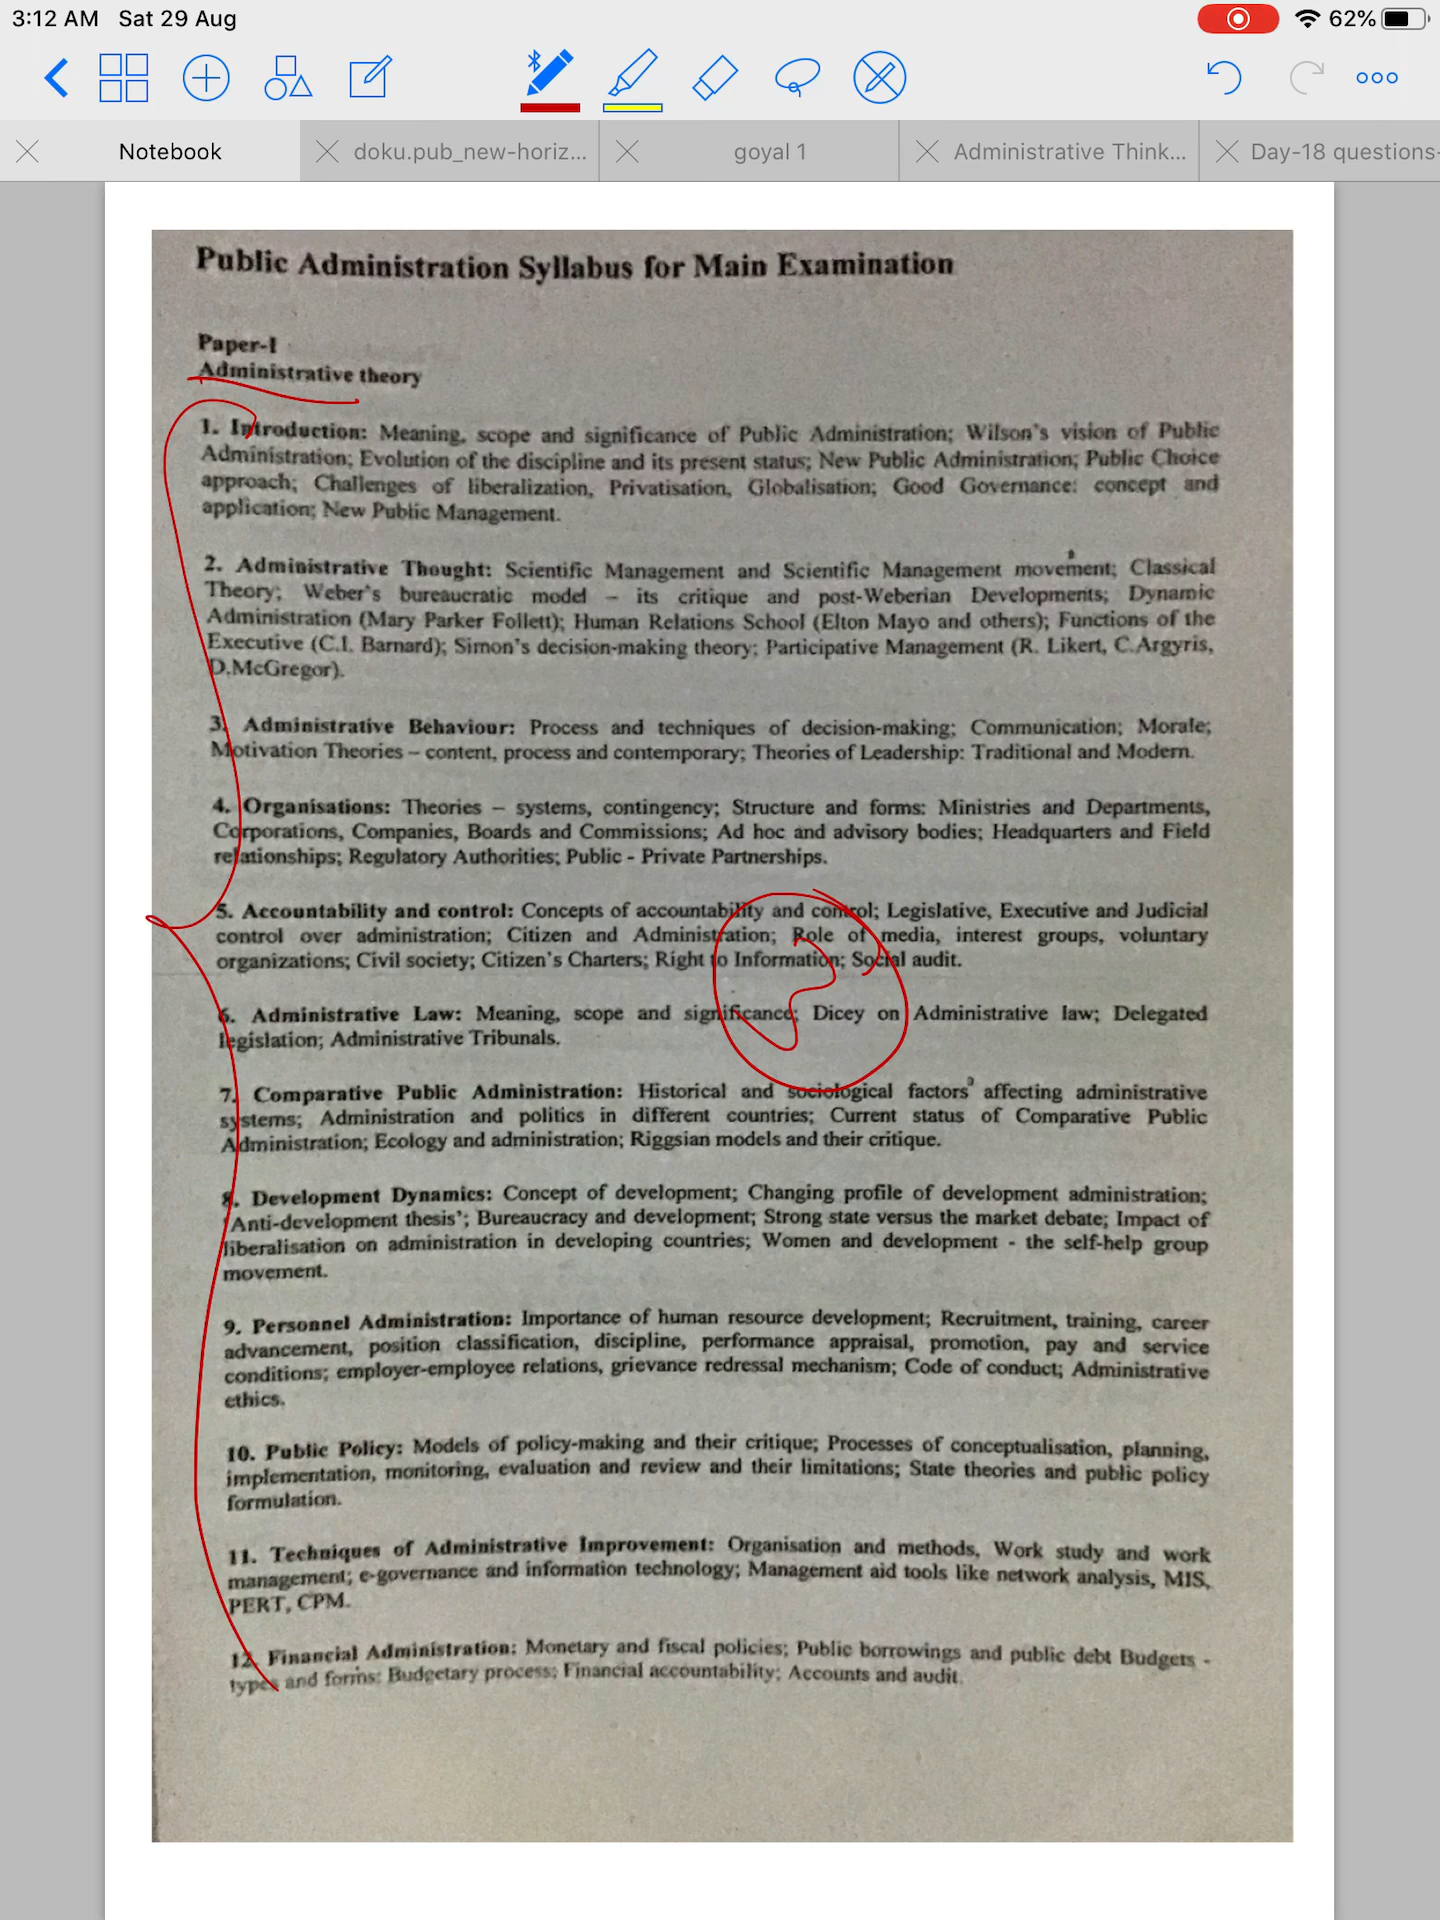 3:12 AM Sat 29 Aug 62%
Notebook doku.pub_new-horiz... goyal 1 Administrative Think... Day-18 questions-
Public Administration Syllabus for Main Examination
Paper-I
Administrative theory
1. Introduction: Meaning, scope and significance of Public Administration; Wilson's vision of Public
Administration; Evolution of the discipline and its present status; New Public Administration; Public Choice
approach; Challenges of liberalization, Privatisation, Globalisation; Good Governance: concept and
application; New Public Management.
2. Administrative Thought: Scientific Management and Scientific Management movement; Classical
Theory; Weber's bureaucratic model – its critique and post-Weberian Developments; Dynamic
Administration (Mary Parker Follett); Human Relations School (Elton Mayo and others); Functions of the
Executive (C.I. Barnard); Simon's decision-making theory; Participative Management (R. Likert, C.Argyris,
D.McGregor).
3. Administrative Behaviour: Process and techniques of decision-making; Communication; Morale;
Motivation Theories – content, process and contemporary; Theories of Leadership: Traditional and Modern.
4. Organisations: Theories – systems, contingency; Structure and forms: Ministries and Departments,
Corporations, Companies, Boards and Commissions; Ad hoc and advisory bodies; Headquarters and Field
relationships; Regulatory Authorities; Public - Private Partnerships.
5. Accountability and control: Concepts of accountability and control; Legislative, Executive and Judicial
control over administration; Citizen and Administration; Role of media, interest groups, voluntary
organizations; Civil society; Citizen's Charters; Right to Information; Social audit.
6. Administrative Law: Meaning, scope and significance; Dicey on Administrative law; Delegated
legislation; Administrative Tribunals.
7. Comparative Public Administration: Historical and sociological factors affecting administrative
systems; Administration and politics in different countries; Current status of Comparative Public
Administration; Ecology and administration; Riggsian models and their critique.
8. Development Dynamics: Concept of development; Changing profile of development administration;
'Anti-development thesis'; Bureaucracy and development; Strong state versus the market debate; Impact of
liberalisation on administration in developing countries; Women and development - the self-help group
movement.
9. Personnel Administration: Importance of human resource development; Recruitment, training, career
advancement, position classification, discipline, performance appraisal, promotion, pay and service
conditions; employer-employee relations, grievance redressal mechanism; Code of conduct; Administrative
ethics.
10. Public Policy: Models of policy-making and their critique; Processes of conceptualisation, planning,
implementation, monitoring, evaluation and review and their limitations; State theories and public policy
formulation.
11. Techniques of Administrative Improvement: Organisation and methods, Work study and work
management; e-governance and information technology; Management aid tools like network analysis, MIS,
PERT, CPM.
12. Financial Administration: Monetary and fiscal policies; Public borrowings and public debt Budgets -
types and forms; Budgetary process; Financial accountability; Accounts and audit.